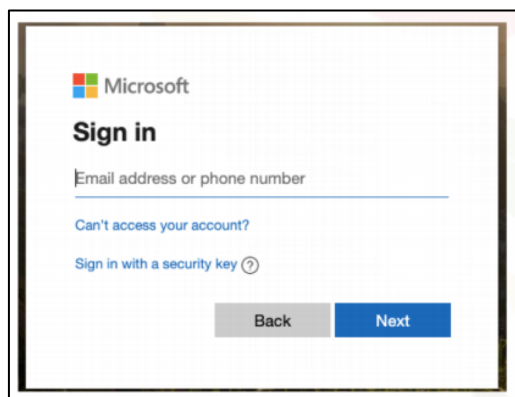 Microsoft
Sign in
Email address or phone number
Can't access your account?
Sign in with a security key ?
Back Next